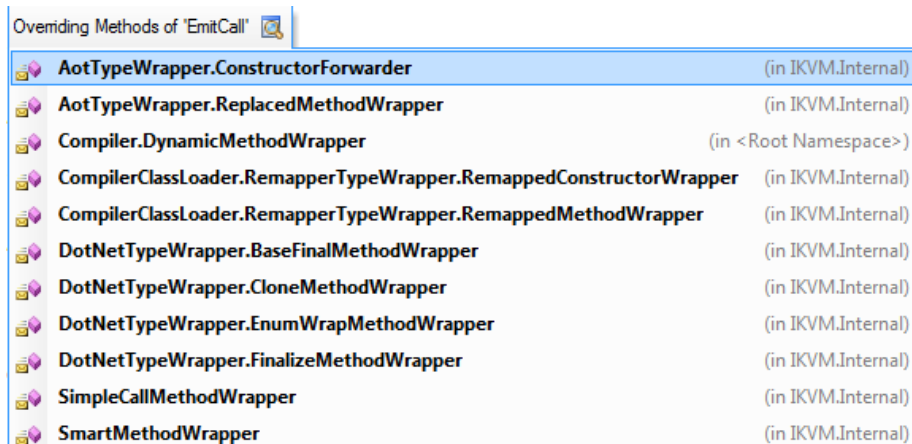 Overriding Methods of 'EmitCall'
AotTypeWrapper.ConstructorForwarder (in IKVM.Internal)
AotTypeWrapper.ReplacedMethodWrapper (in IKVM.Internal)
Compiler.DynamicMethodWrapper (in <Root Namespace>)
CompilerClassLoader.RemapperTypeWrapper.RemappedConstructorWrapper (in IKVM.Internal)
CompilerClassLoader.RemapperTypeWrapper.RemappedMethodWrapper (in IKVM.Internal)
DotNetTypeWrapper.BaseFinalMethodWrapper (in IKVM.Internal)
DotNetTypeWrapper.CloneMethodWrapper (in IKVM.Internal)
DotNetTypeWrapper.EnumWrapMethodWrapper (in IKVM.Internal)
DotNetTypeWrapper.FinalizeMethodWrapper (in IKVM.Internal)
SimpleCallMethodWrapper (in IKVM.Internal)
SmartMethodWrapper (in IKVM.Internal)